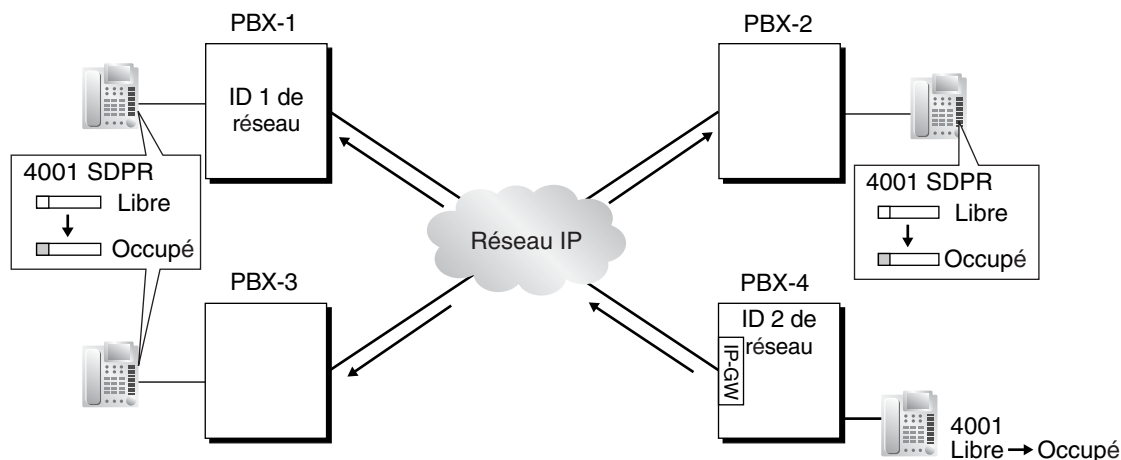 PBX-1
PBX-2
ID 1 de
réseau
4001 SDPR
Libre
Occupé
4001 SDPR
Libre
Occupé
Réseau IP
PBX-3
PBX-4
ID 2 de
réseau
IP-GW
4001
Libre → Occupé